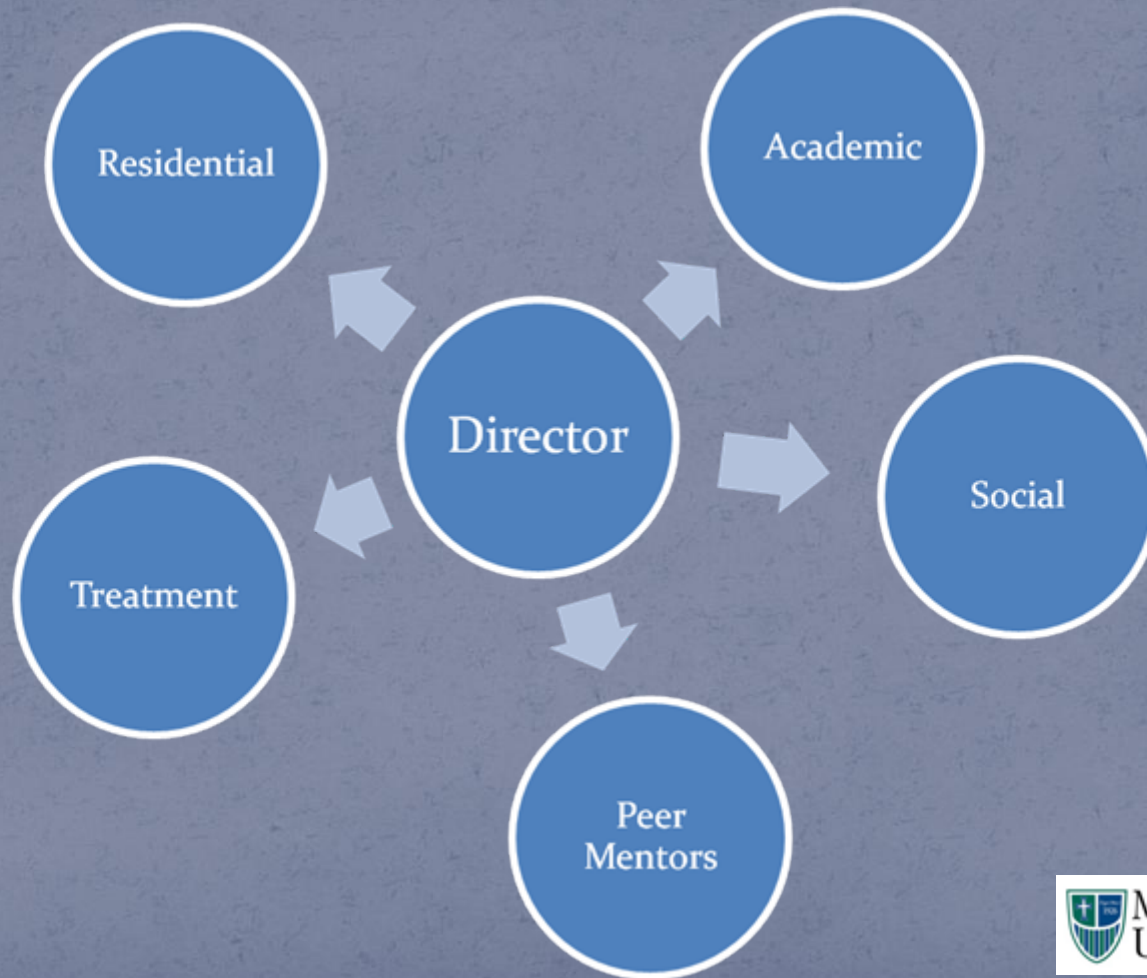 Residential
Academic
Director
Social
Treatment
Peer
Mentors